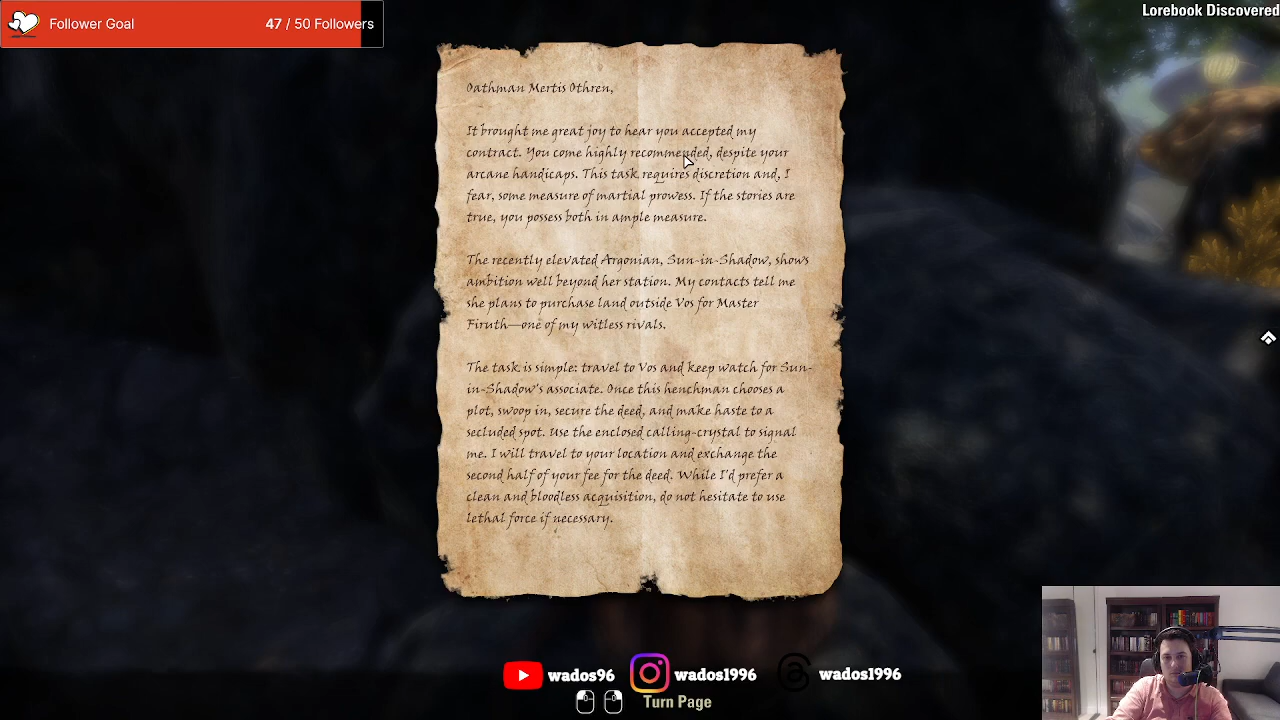 Follower Goal 47 / 50 Followers
Lorebook Discovered
Oathman Mertis Othren,
It brought me great joy to hear you accepted my
contract. You come highly recommended, despite your
arcane handicaps. This task requires discretion and, I
fear, some measure of martial prowess. If the stories are
true, you possess both in ample measure.
The recently elevated Argonian, Sun-in-Shadow, shows
ambition well beyond her station. My contacts tell me
she plans to purchase land outside Vos for Master
Firuth—one of my witless rivals.
The task is simple: travel to Vos and keep watch for Sun-
in-Shadow's associate. Once this henchman chooses a
plot, swoop in, secure the deed, and make haste to a
secluded spot. Use the enclosed calling-crystal to signal
me. I will travel to your location and exchange the
second half of your fee for the deed. While I'd prefer a
clean and bloodless acquisition, do not hesitate to use
lethal force if necessary.
wados96 wados1996 wados1996
Turn Page